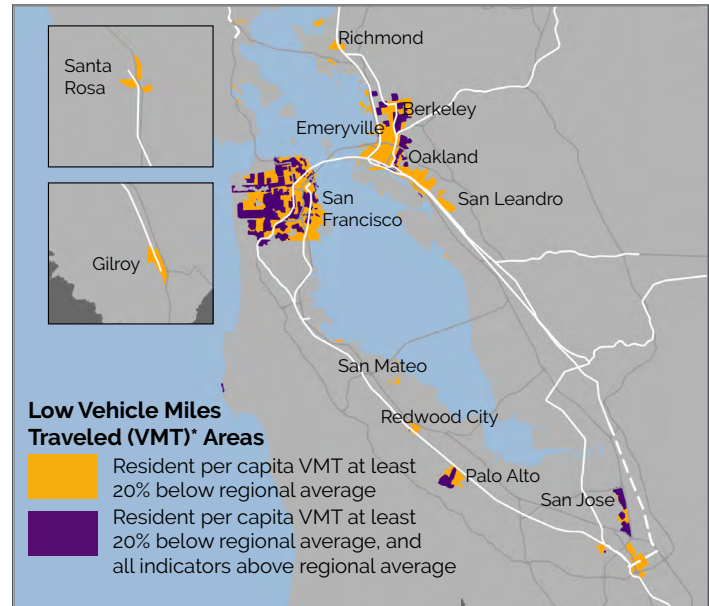 Richmond
Santa
Rosa
Berkeley
Emeryville
Oakland
San Leandro
San
Francisco
Gilroy
San Mateo
Redwood City
Palo Alto
San Jose
Low Vehicle Miles
Traveled (VMT)* Areas
Resident per capita VMT at least
20% below regional average
Resident per capita VMT at least
20% below regional average, and
all indicators above regional average